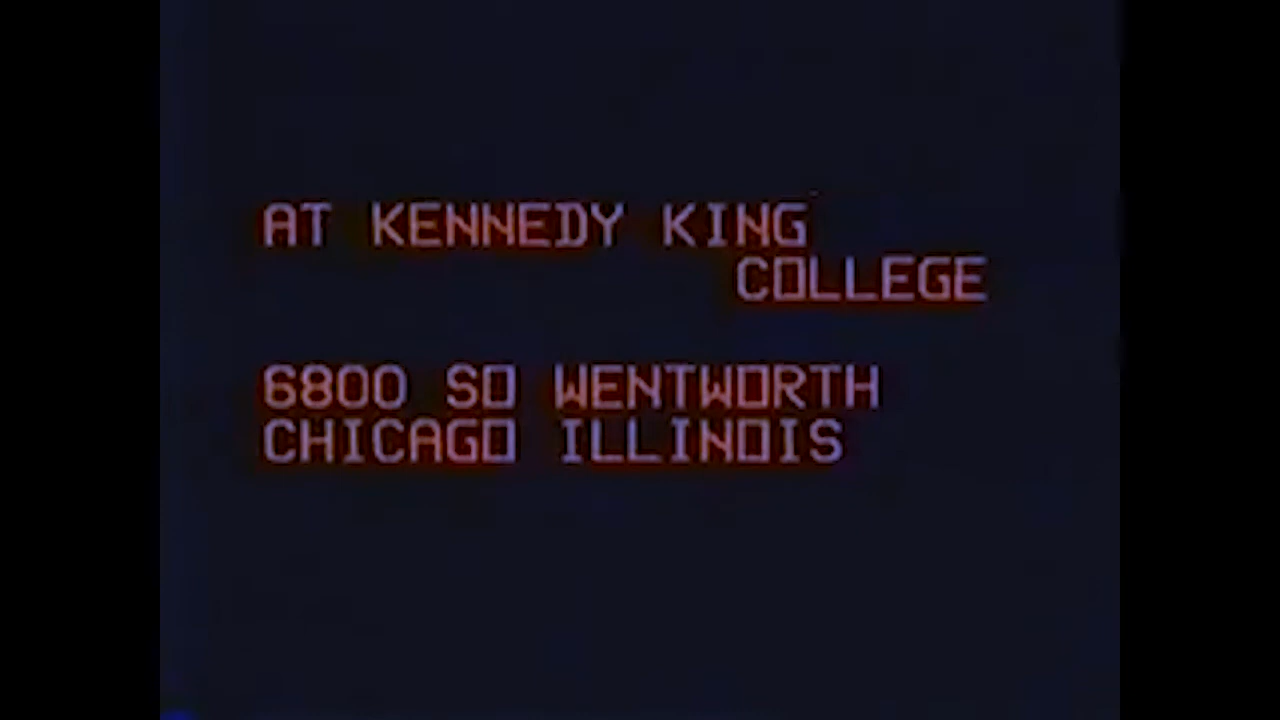 AT KENNEDY KING
COLLEGE
6800 SO WENTWORTH
CHICAGO ILLINOIS